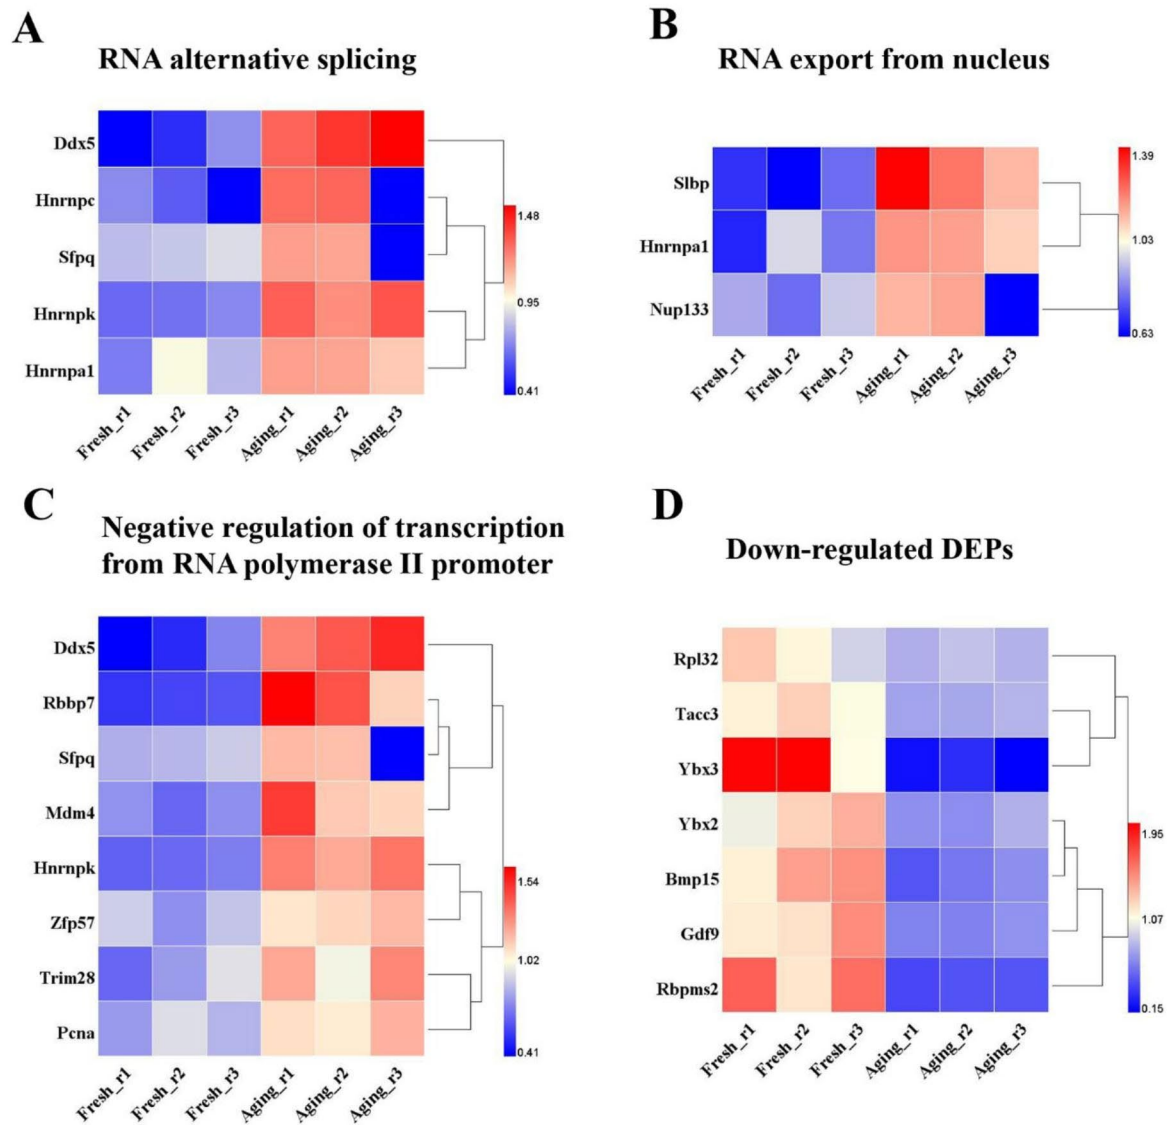 A
RNA alternative splicing
Ddx5
Hnrnpc
Sfpq
Hnrnpk
Hnrnpa1
1.48
0.95
0.41
Fresh_r1
Fresh_r2
Fresh_r3
Aging_r1
Aging_r2
Aging_r3
B
RNA export from nucleus
Slbp
Hnrnpa1
Nup133
1.39
1.03
0.63
Fresh_r1
Fresh_r2
Fresh_r3
Aging_r1
Aging_r2
Aging_r3
C
Negative regulation of transcription
from RNA polymerase II promoter
Ddx5
Rbbp7
Sfpq
Mdm4
Hnrnpk
Zfp57
Trim28
Pcna
1.54
1.02
0.41
Fresh_r1
Fresh_r2
Fresh_r3
Aging_r1
Aging_r2
Aging_r3
D
Down-regulated DEPs
Rpl32
Tacc3
Ybx3
Ybx2
Bmp15
Gdf9
Rbpms2
1.95
1.07
0.15
Fresh_r1
Fresh_r2
Fresh_r3
Aging_r1
Aging_r2
Aging_r3